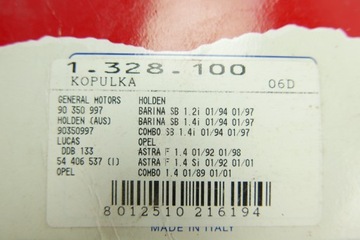 1.328.100
KOPULKA 06D
GENERAL MOTORS HOLDEN
90 350 997 BARINA SB 1.2i 01/94 01/97
HOLDEN (AUS) BARINA SB 1.4i 01/94 01/97
90350997 COMBO SB 1.4i 01/94 01/97
LUCAS OPEL
DDB 133 ASTRA F 1.4 01/92 01/98
54 406 537 (I) ASTRA F 1.4 Si 01/92 01/01
OPEL COMBO 1.4 01/89 01/01
8012510 216194
MADE IN ITALY